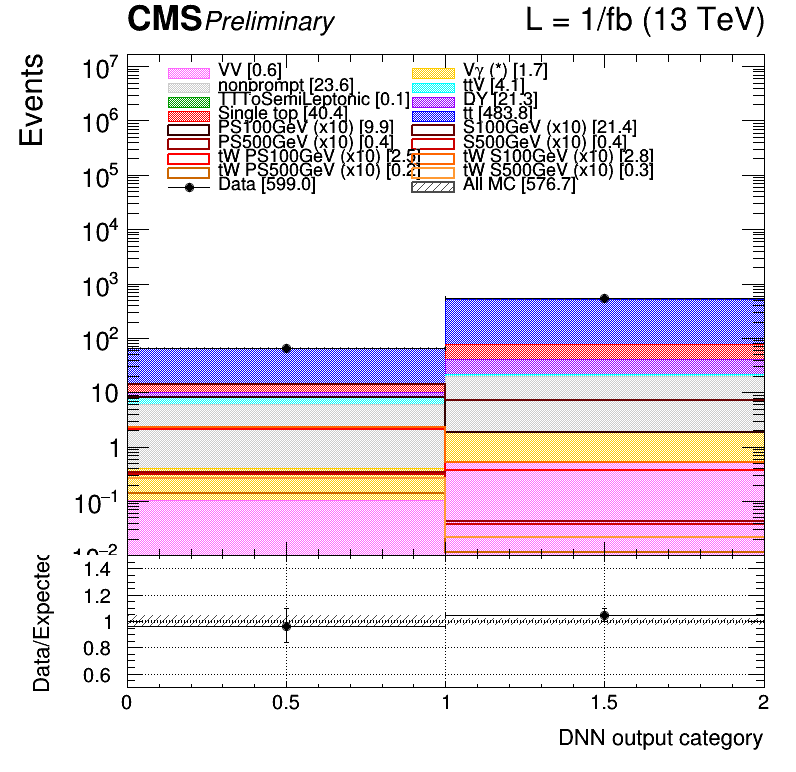 CMS Preliminary L = 1/fb (13 TeV)
Events
10⁷
10⁶
10⁵
10⁴
10³
10²
10
1
10⁻¹
10⁻²
VV [0.6] Vγ (*) [1.7]
nonprompt [23.6] ttV [4.1]
TTToSemiLeptonic [0.1] DY [21.3]
Single top [40.4] tt [483.8]
PS100GeV (x10) [9.9] S100GeV (x10) [21.4]
PS500GeV (x10) [0.4] S500GeV (x10) [0.4]
tW PS100GeV (x10) [2.5] tW S100GeV (x10) [2.8]
tW PS500GeV (x10) [0.2] tW S500GeV (x10) [0.3]
Data [599.0] All MC [576.7]
Data/Expected
1.4
1.2
1
0.8
0.6
0 0.5 1 1.5 2
DNN output category